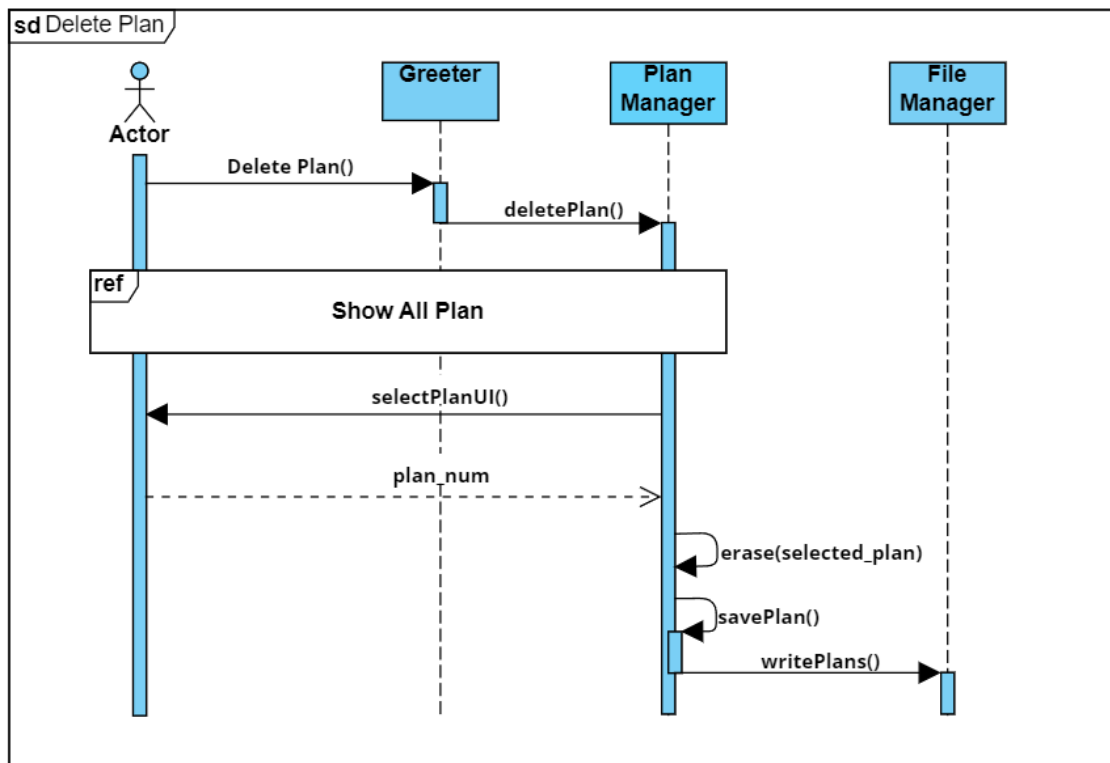 sd Delete Plan
Actor
Greeter
Plan
Manager
File
Manager
Delete Plan()
deletePlan()
ref
Show All Plan
selectPlanUI()
plan_num
erase(selected_plan)
savePlan()
writePlans()